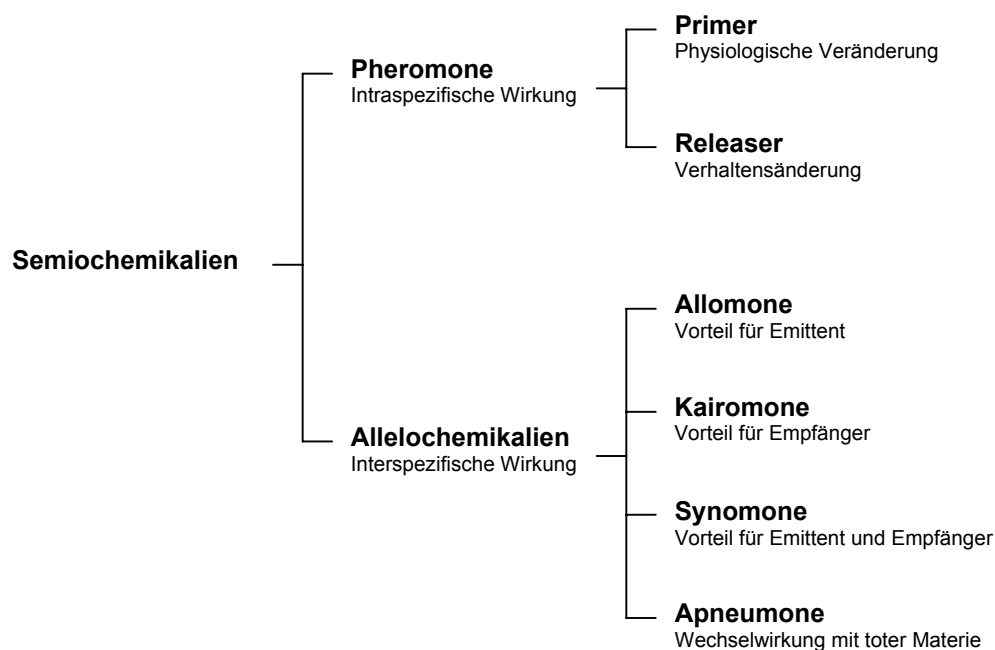 Primer
Physiologische Veränderung
Pheromone
Intraspezifische Wirkung
Releaser
Verhaltensänderung
Semiochemikalien
Allomone
Vorteil für Emittent
Kairomone
Vorteil für Empfänger
Allelochemikalien
Interspezifische Wirkung
Synomone
Vorteil für Emittent und Empfänger
Apneumone
Wechselwirkung mit toter Materie